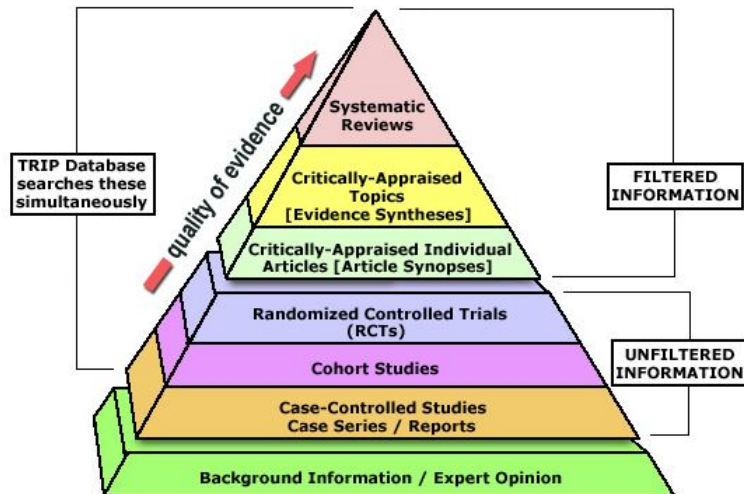 Systematic
Reviews
quality of evidence
TRIP Database
searches these
simultaneously
Critically-Appraised
Topics
[Evidence Syntheses]
FILTERED
INFORMATION
Critically-Appraised Individual
Articles [Article Synopses]
Randomized Controlled Trials
(RCTs)
UNFILTERED
INFORMATION
Cohort Studies
Case-Controlled Studies
Case Series / Reports
Background Information / Expert Opinion